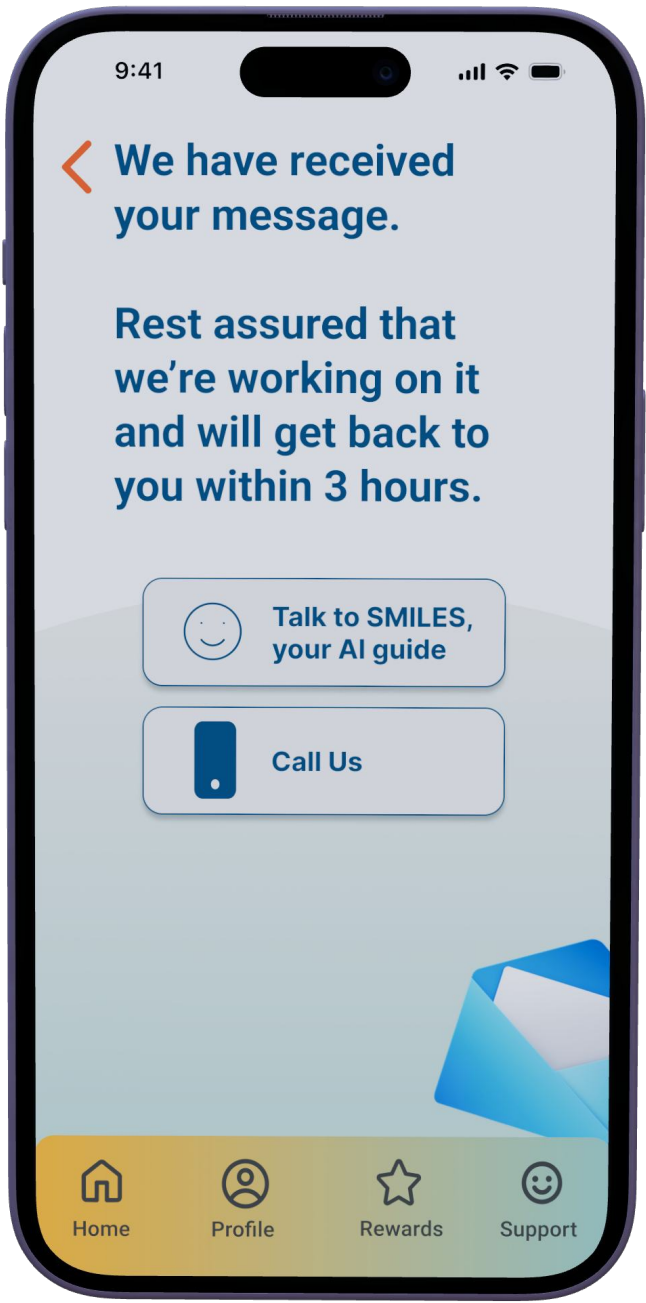 9:41
We have received
your message.
Rest assured that
we’re working on it
and will get back to
you within 3 hours.
Talk to SMILES,
your AI guide
Call Us
Home
Profile
Rewards
Support